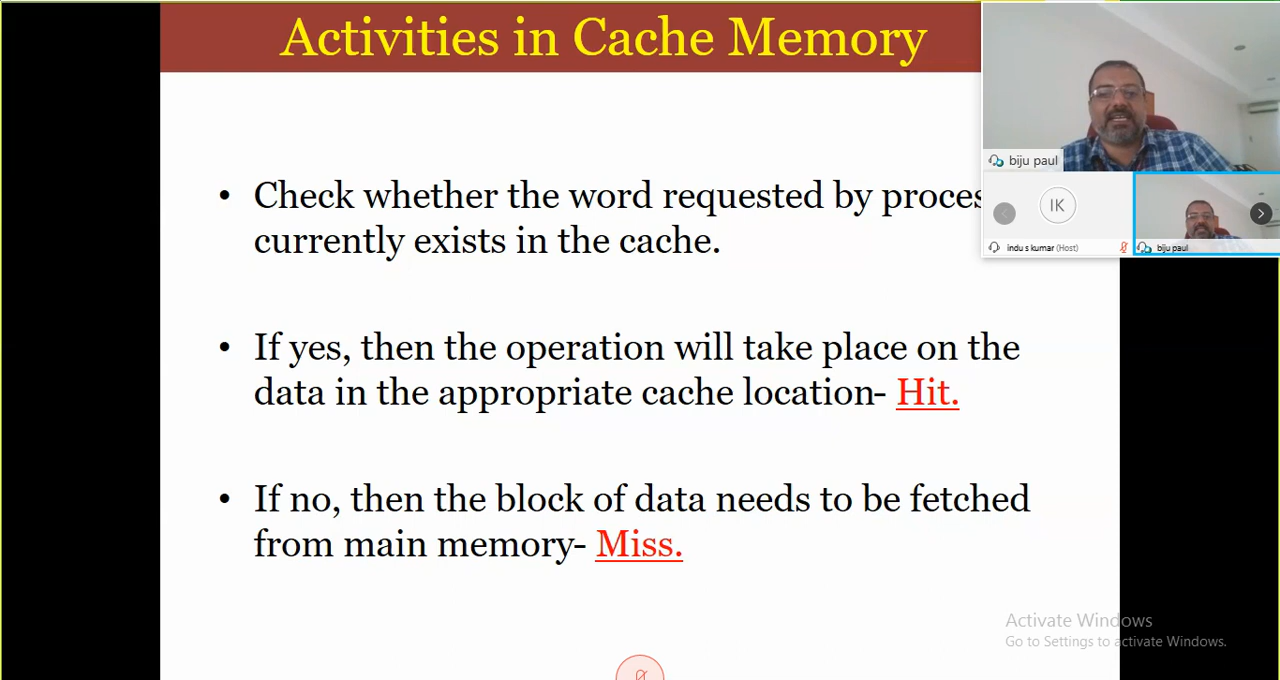 Activities in Cache Memory
• Check whether the word requested by proces
currently exists in the cache.
• If yes, then the operation will take place on the
data in the appropriate cache location- Hit.
• If no, then the block of data needs to be fetched
from main memory- Miss.
biju paul
IK
indu s kumar (Host)
biju paul
Activate Windows
Go to Settings to activate Windows.